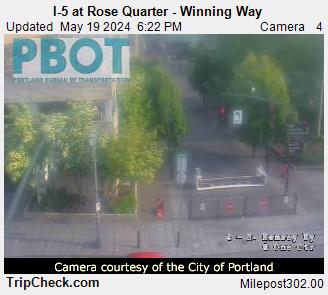 I-5 at Rose Quarter - Winning Way
Updated May 19 2024 6:22 PM Camera 4
PBOT
PORTLAND BUREAU OF TRANSPORTATION
Camera courtesy of the City of Portland
TripCheck.com Milepost302.00